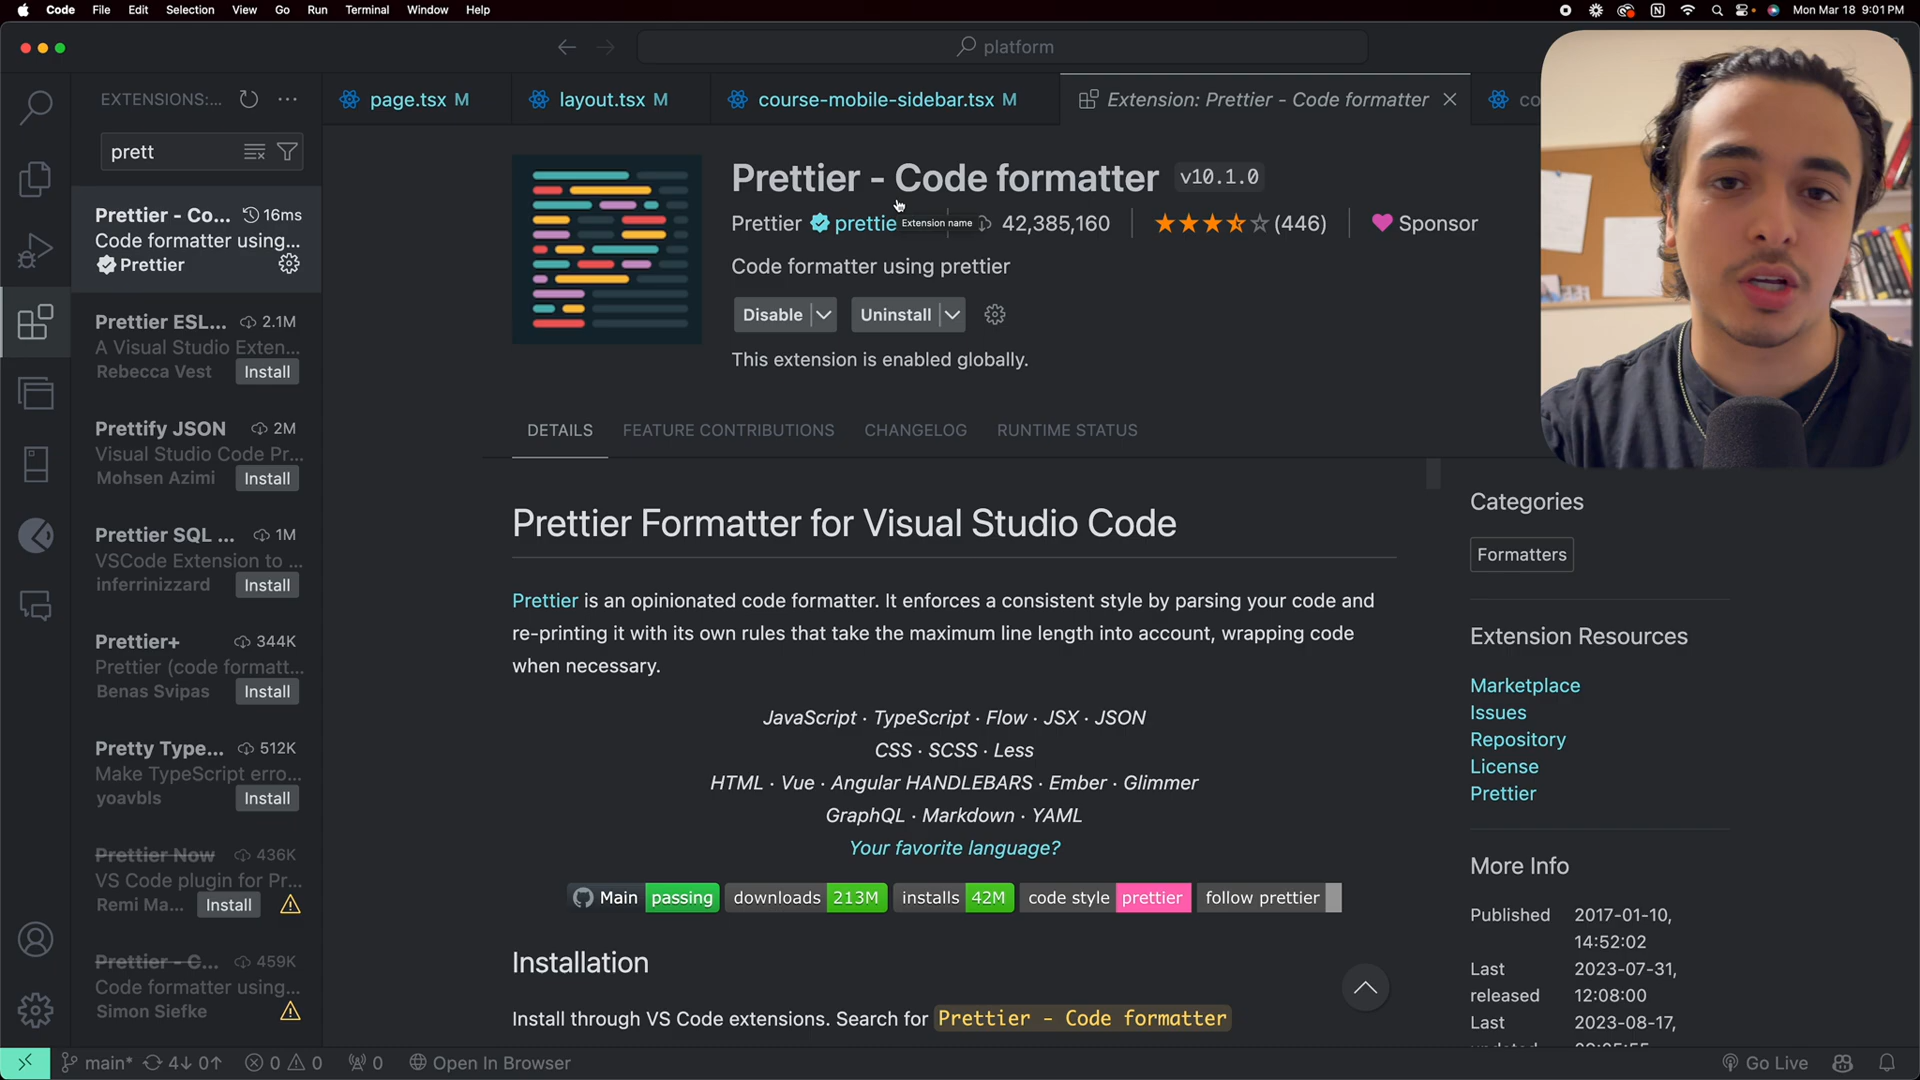 Code File Edit Selection View Go Run Terminal Window Help Mon Mar 18 9:01 PM
platform
EXTENSIONS:... page.tsx M layout.tsx M course-mobile-sidebar.tsx M Extension: Prettier - Code formatter co
prett
Prettier - Co... 16ms
Code formatter using...
Prettier
Prettier ESL... 2.1M
A Visual Studio Exten...
Rebecca Vest Install
Prettify JSON 2M
Visual Studio Code Pr...
Mohsen Azimi Install
Prettier SQL ... 1M
VSCode Extension to ...
inferrinizzard Install
Prettier+ 344K
Prettier (code formatt...
Benas Svipas Install
Pretty Type... 512K
Make TypeScript erro...
yoavbls Install
Prettier Now 436K
VS Code plugin for Pr...
Remi Ma... Install
Prettier - C... 459K
Code formatter using...
Simon Siefke
Prettier - Code formatter v10.1.0
Prettier prettie Extension name 42,385,160 (446) Sponsor
Code formatter using prettier
Disable Uninstall
This extension is enabled globally.
DETAILS FEATURE CONTRIBUTIONS CHANGELOG RUNTIME STATUS
Prettier Formatter for Visual Studio Code
Prettier is an opinionated code formatter. It enforces a consistent style by parsing your code and
re-printing it with its own rules that take the maximum line length into account, wrapping code
when necessary.
JavaScript · TypeScript · Flow · JSX · JSON
CSS · SCSS · Less
HTML · Vue · Angular HANDLEBARS · Ember · Glimmer
GraphQL · Markdown · YAML
Your favorite language?
Main passing downloads 213M installs 42M code style prettier follow prettier
Installation
Install through VS Code extensions. Search for Prettier - Code formatter
Categories
Formatters
Extension Resources
Marketplace
Issues
Repository
License
Prettier
More Info
Published 2017-01-10,
14:52:02
Last 2023-07-31,
released 12:08:00
Last 2023-08-17,
main* 4↓ 0↑ 0 0 0 Open In Browser Go Live